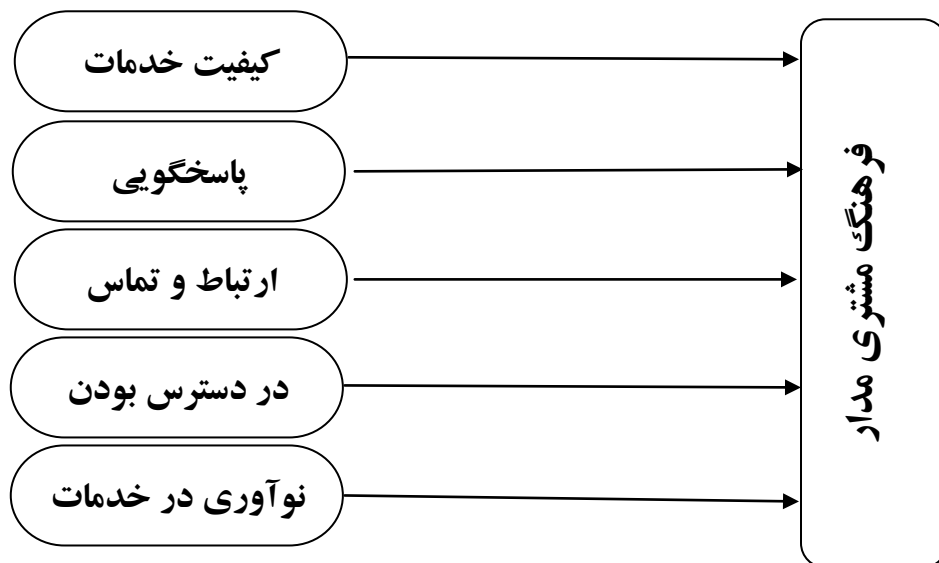 کیفیت خدمات
پاسخگویی
ارتباط و تماس
در دسترس بودن
نوآوری در خدمات
فرهنگ مشتری مدار